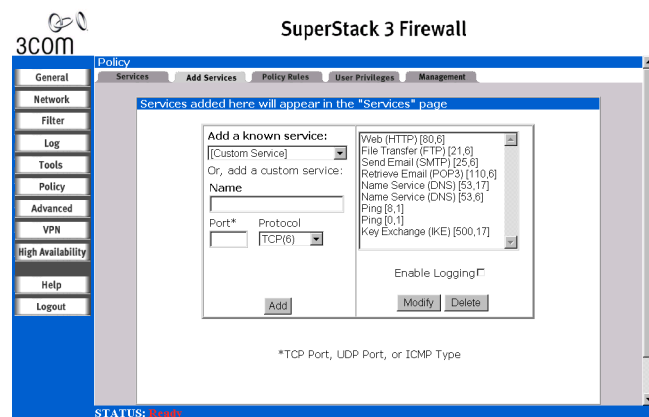 3COM
SuperStack 3 Firewall
Policy
Services
Add Services
Policy Rules
User Privileges
Management
General
Network
Filter
Log
Tools
Policy
Advanced
VPN
High Availability
Help
Logout
Services added here will appear in the "Services" page
Add a known service:
[Custom Service]
Or, add a custom service:
Name
Port* Protocol
TCP(6)
Add
Web (HTTP) [80,6]
File Transfer (FTP) [21,6]
Send Email (SMTP) [25,6]
Retrieve Email (POP3) [110,6]
Name Service (DNS) [53,17]
Name Service (DNS) [53,6]
Ping [8,1]
Ping [0,1]
Key Exchange (IKE) [500,17]
Enable Logging
Modify Delete
*TCP Port, UDP Port, or ICMP Type
STATUS: Ready